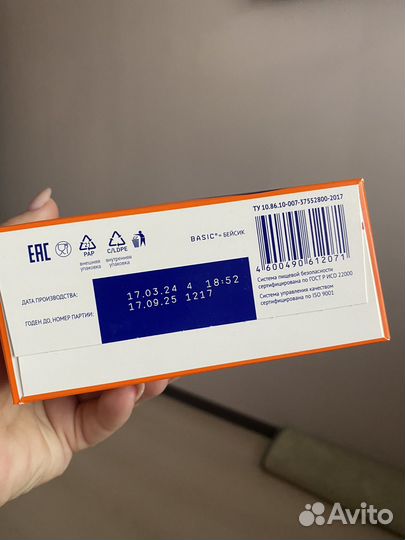 ТУ 10.86.10-007-37552800-2017
EAC
21
PAP
внешняя
упаковка
C/LDPE
внутренняя
упаковка
BASIC*= БЕЙСИК
4 600490 612071
Система пищевой безопасности
сертифицирована по ГОСТ Р ИСО 22000
Система управления качеством
сертифицирована по ISO 9001
ДАТА ПРОИЗВОДСТВА:
17.03.24 4 18:52
ГОДЕН ДО, НОМЕР ПАРТИИ:
17.09.25 1217
Avito